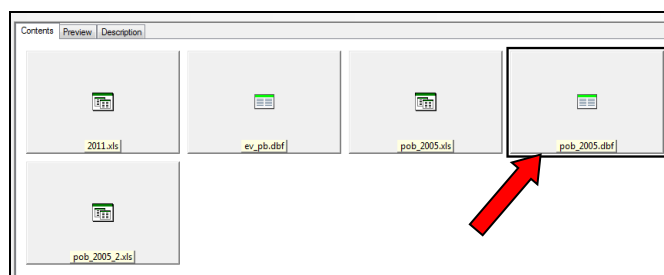 Contents Preview Description
2011.xls ev_pb.dbf pob_2005.xls pob_2005.dbf
pob_2005_2.xls